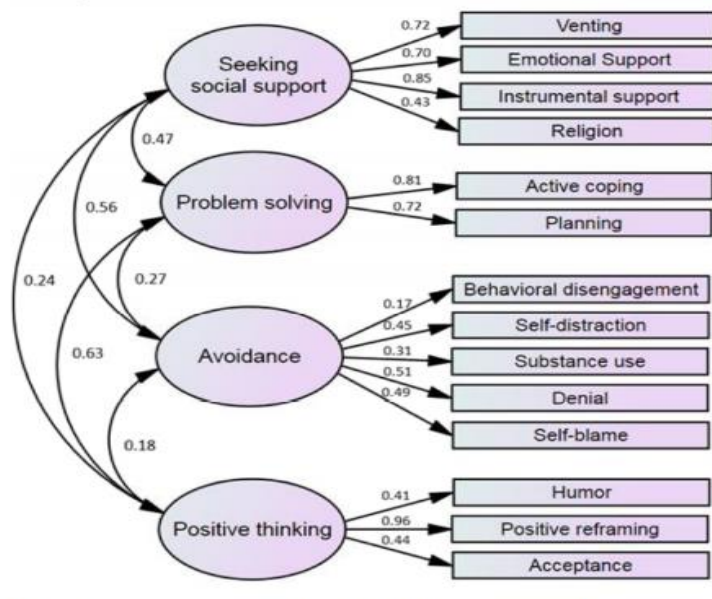 0.72
Venting
0.70
Emotional Support
Seeking
social support
0.85
Instrumental support
0.43
Religion
0.47
0.81
Active coping
Problem solving
0.72
Planning
0.56
0.24
0.27
0.17
Behavioral disengagement
0.45
Self-distraction
Avoidance
0.31
Substance use
0.63
0.51
Denial
0.49
Self-blame
0.18
0.41
Humor
Positive thinking
0.96
Positive reframing
0.44
Acceptance